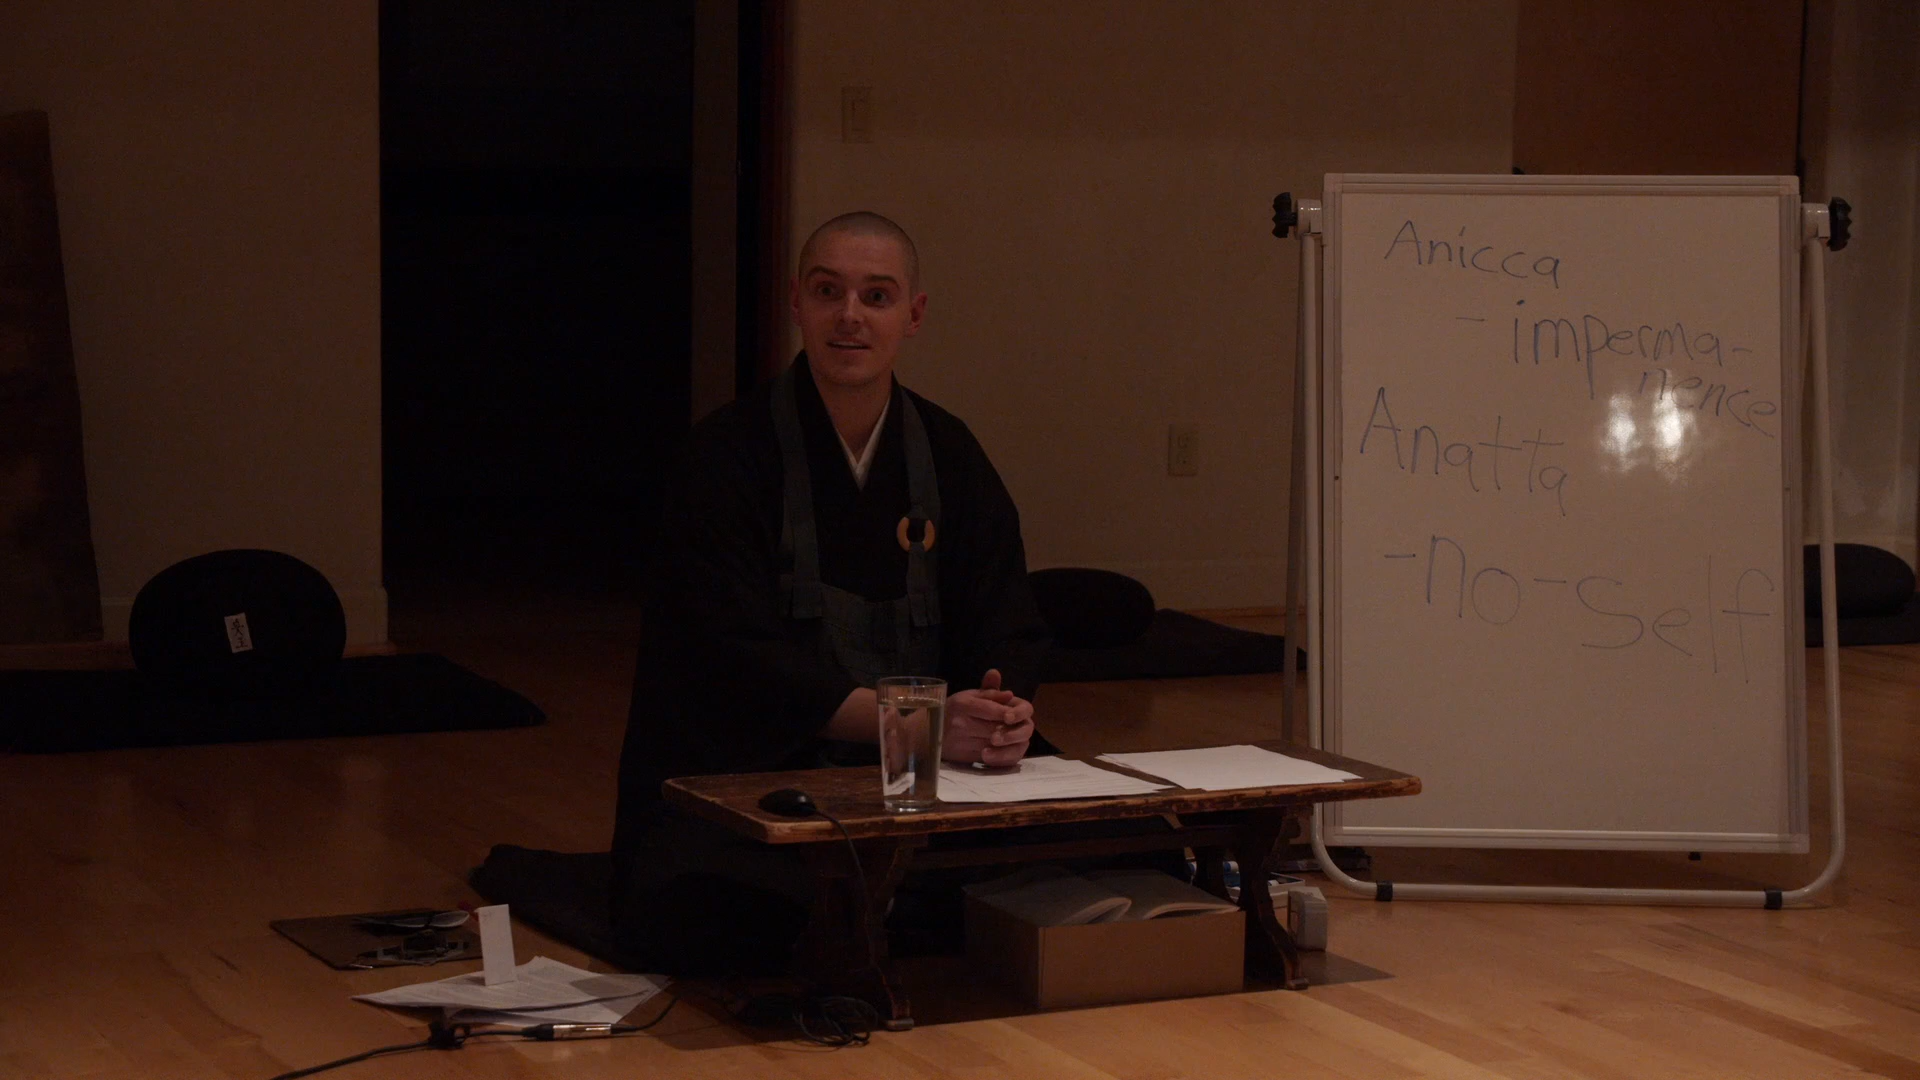 Anicca
- imperma-
nence
Anatta
- no-self